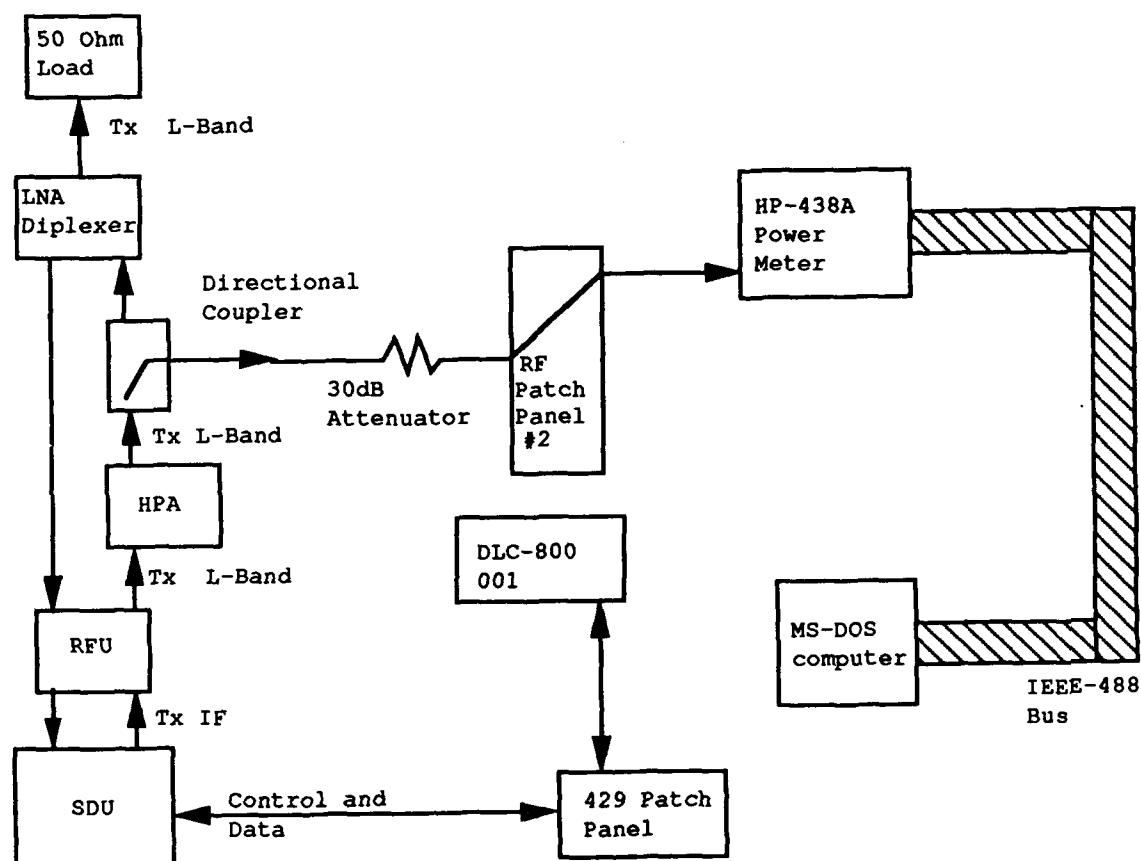 50 Ohm
Load
Tx L-Band
LNA
Diplexer
HP-438A
Power
Meter
Directional
Coupler
30dB
Attenuator
RF
Patch
Panel
#2
Tx L-Band
HPA
DLC-800
001
Tx L-Band
RFU
MS-DOS
computer
IEEE-488
Bus
Tx IF
SDU
Control and
Data
429 Patch
Panel